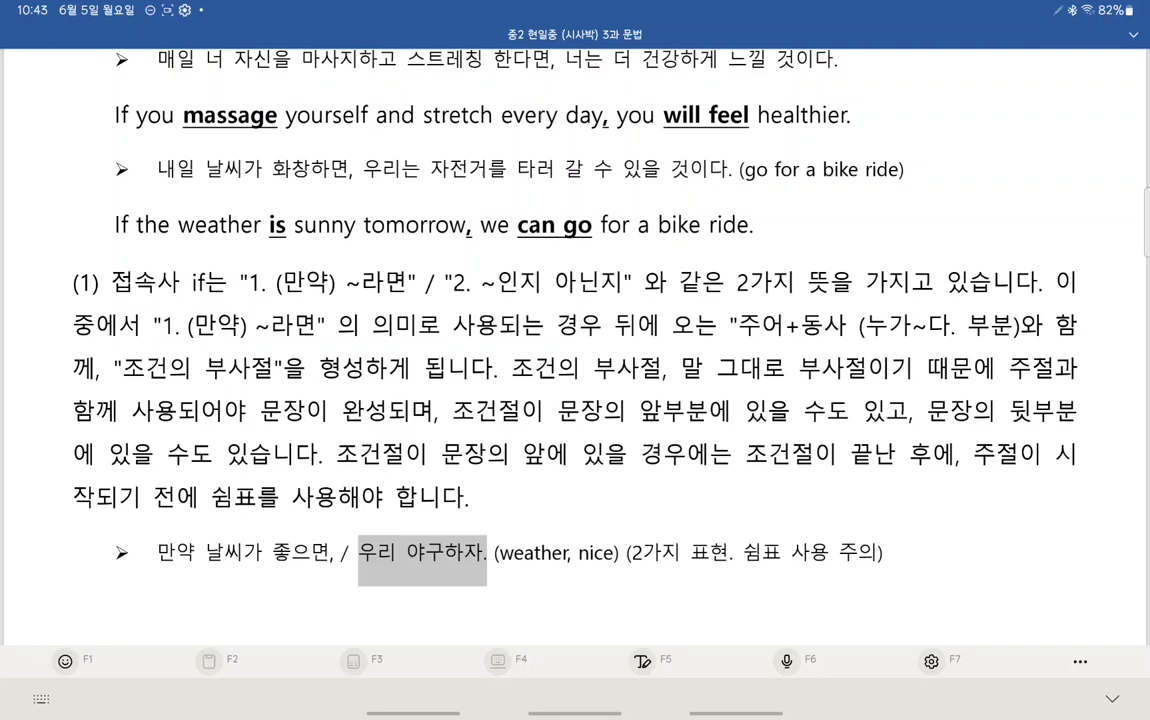 10:43 6월 5일 월요일
82%
중2 현일중 (시사박) 3과 문법
➢ 매일 너 자신을 마사지하고 스트레칭 한다면, 너는 더 건강하게 느낄 것이다.
If you massage yourself and stretch every day, you will feel healthier.
➢ 내일 날씨가 화창하면, 우리는 자전거를 타러 갈 수 있을 것이다. (go for a bike ride)
If the weather is sunny tomorrow, we can go for a bike ride.
(1) 접속사 if는 "1. (만약) ~라면" / "2. ~인지 아닌지" 와 같은 2가지 뜻을 가지고 있습니다. 이
중에서 "1. (만약) ~라면" 의 의미로 사용되는 경우 뒤에 오는 "주어+동사 (누가~다. 부분)와 함
께, "조건의 부사절"을 형성하게 됩니다. 조건의 부사절, 말 그대로 부사절이기 때문에 주절과
함께 사용되어야 문장이 완성되며, 조건절이 문장의 앞부분에 있을 수도 있고, 문장의 뒷부분
에 있을 수도 있습니다. 조건절이 문장의 앞에 있을 경우에는 조건절이 끝난 후에, 주절이 시
작되기 전에 쉼표를 사용해야 합니다.
➢ 만약 날씨가 좋으면, / 우리 야구하자. (weather, nice) (2가지 표현. 쉼표 사용 주의)
F1 F2 F3 F4 F5 F6 F7